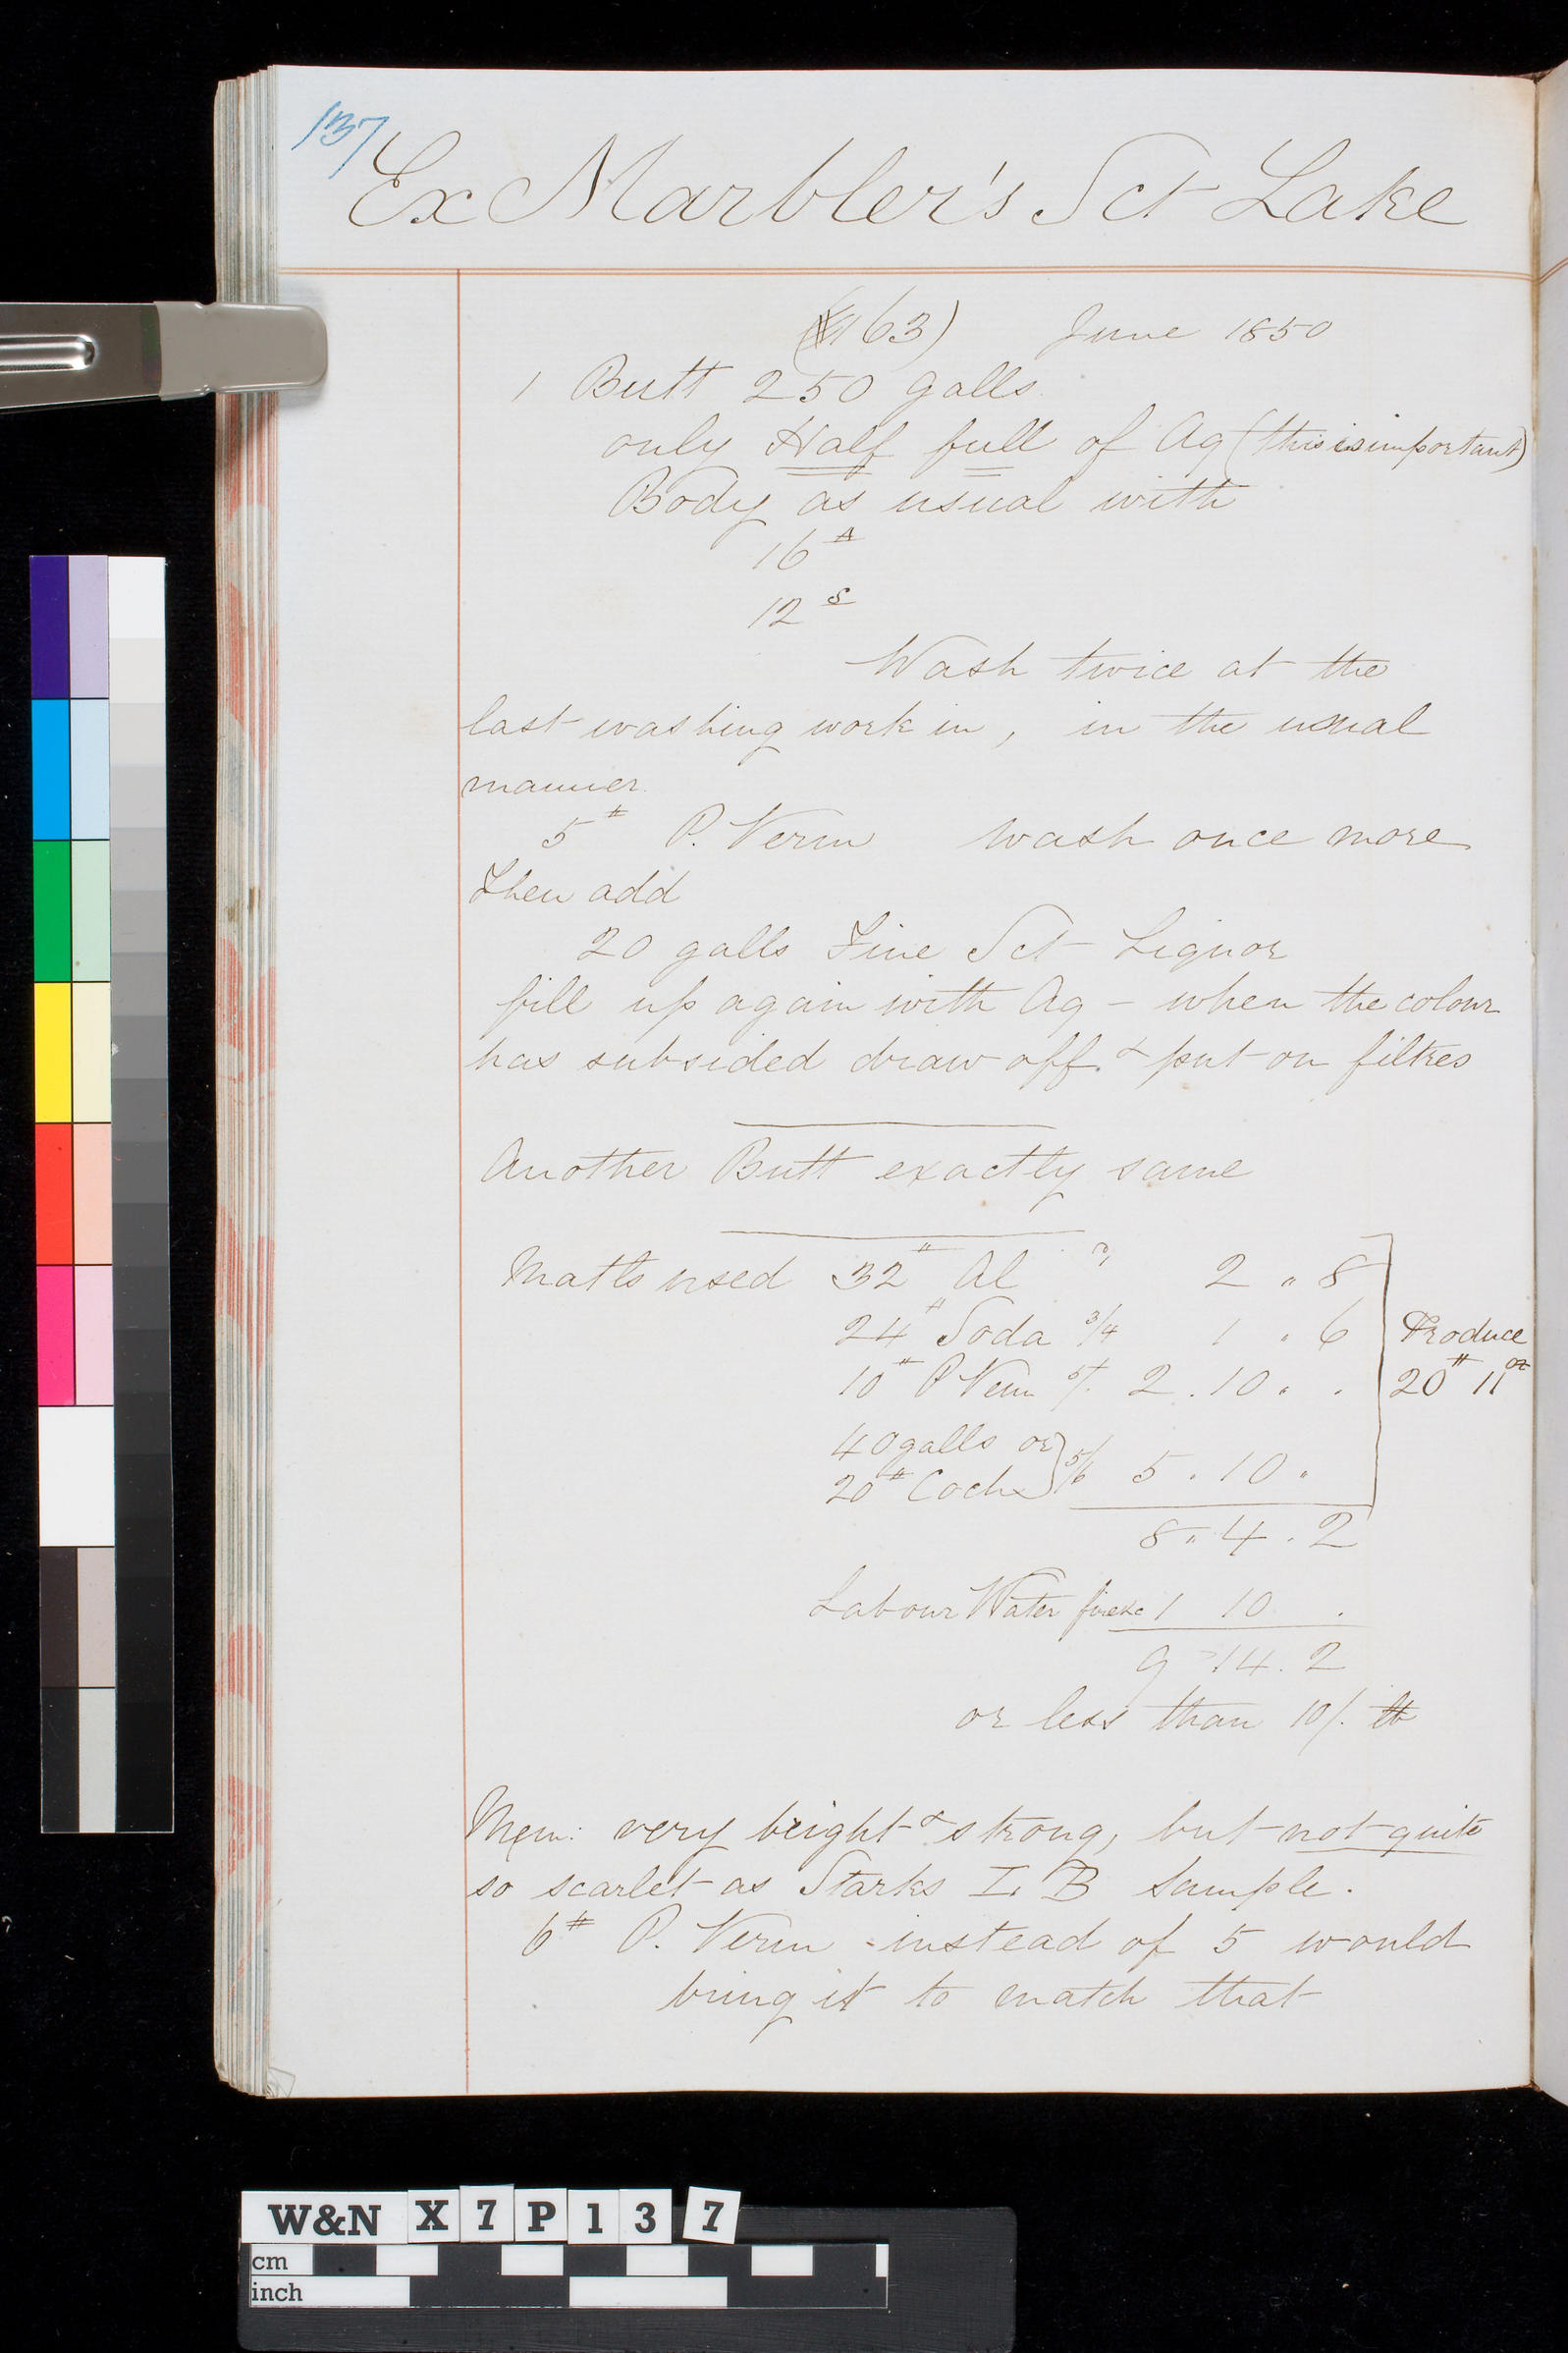 137
Ex Marbler's Sct Lake
(163) June 1850
1 Butt 250 galls
only Half full of Aq (this is important)
Body as usual with
16 A
12 S
Wash twice at the
last washing work in, in the usual
manner
5 # P. Verm wash once more
Then add
20 galls Fine Sct Liquor
fill up again with Aq - when the colour
has subsided draw off & put on filtres
Another Butt exactly same
Matls used 32 " Al 2 " 8
24 " Soda 3/4 1 " 6 Produce
10 # P Verm 5/. 2 . 10 " . 20 # 11 oz
40 galls or
20 # Coch 5/6 5 . 10 "
8 " 4 . 2
Labour Water fire &c 1 10 .
9 14 . 2
or less than 10/. lb
Mem: very bright & strong, but not quite
so scarlet as Starks I. B sample.
6 # P. Verm instead of 5 would
bring it to match that
W&N X 7 P 1 3 7
cm
inch